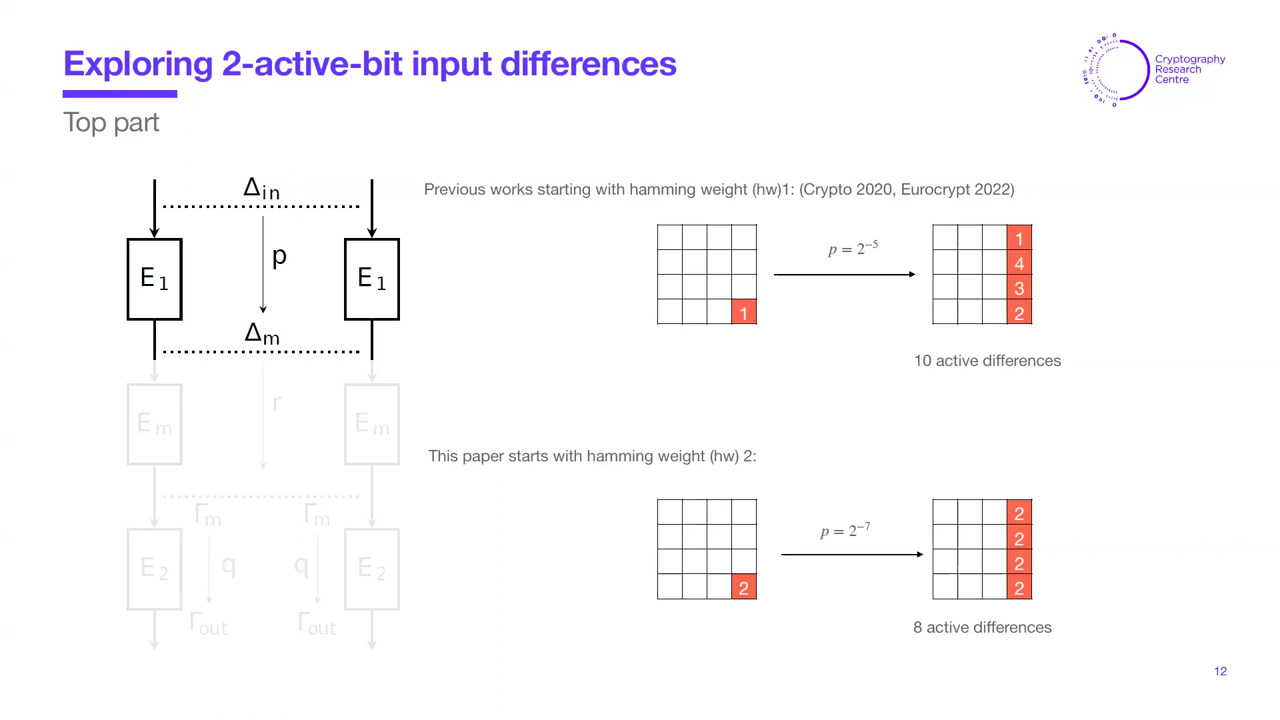 Exploring 2-active-bit input differences
Cryptography
Research
Centre
Top part
Δin
Previous works starting with hamming weight (hw)1: (Crypto 2020, Eurocrypt 2022)
E1
p
E1
1
p = 2⁻⁵
1
4
3
2
Δm
10 active differences
Em
r
Em
This paper starts with hamming weight (hw) 2:
Γm
Γm
E2
q
q
E2
2
p = 2⁻⁷
2
2
2
2
Γout
Γout
8 active differences
12